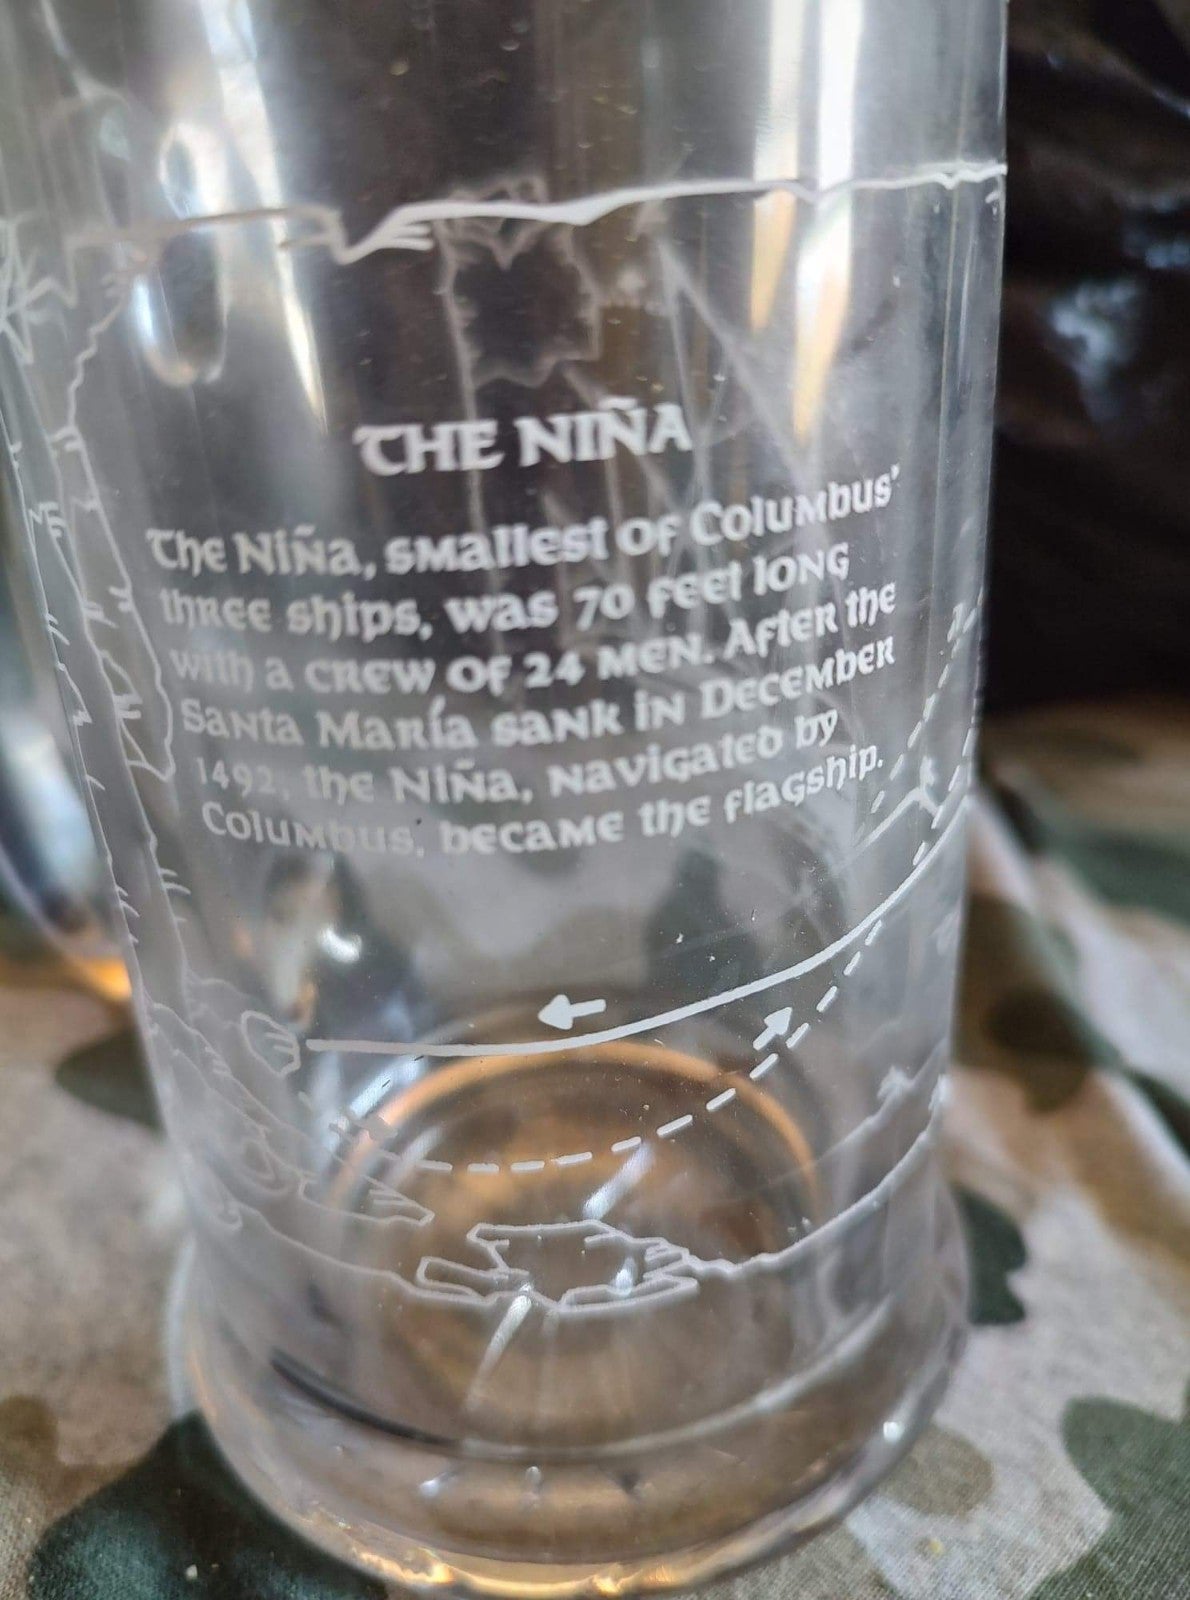 THE NIÑA
The Niña, smallest of Columbus'
three ships, was 70 feet long
with a crew of 24 men. After the
Santa María sank in December
1492, the Niña, navigated by
Columbus, became the flagship.